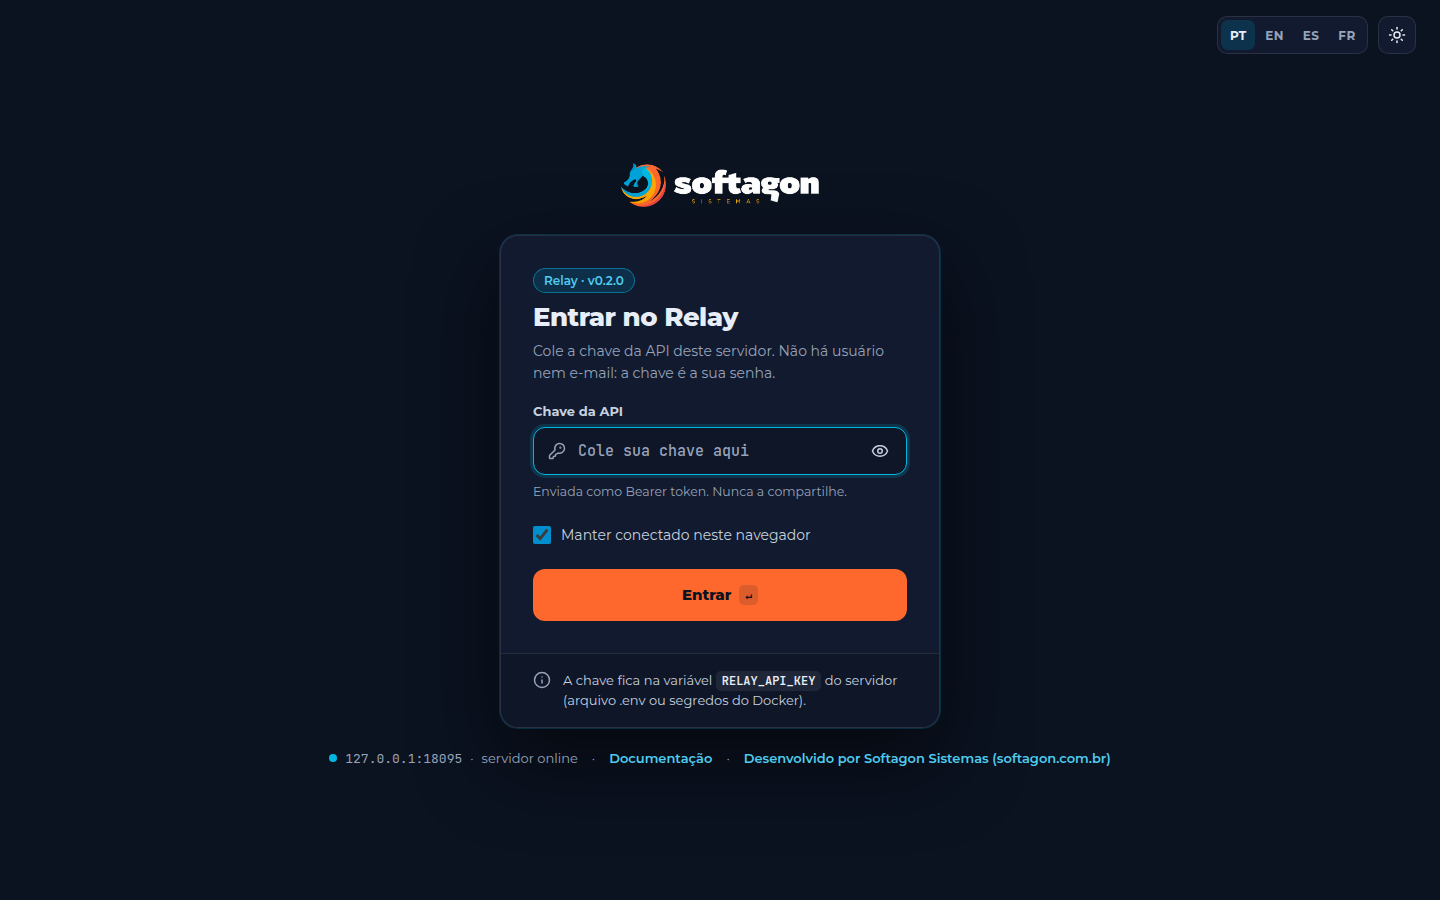 PT EN ES FR
softagon
SISTEMAS
Relay · v0.2.0
Entrar no Relay
Cole a chave da API deste servidor. Não há usuário
nem e-mail: a chave é a sua senha.
Chave da API
Cole sua chave aqui
Enviada como Bearer token. Nunca a compartilhe.
Manter conectado neste navegador
Entrar ↵
A chave fica na variável RELAY_API_KEY do servidor
(arquivo .env ou segredos do Docker).
127.0.0.1:18095 · servidor online · Documentação · Desenvolvido por Softagon Sistemas (softagon.com.br)